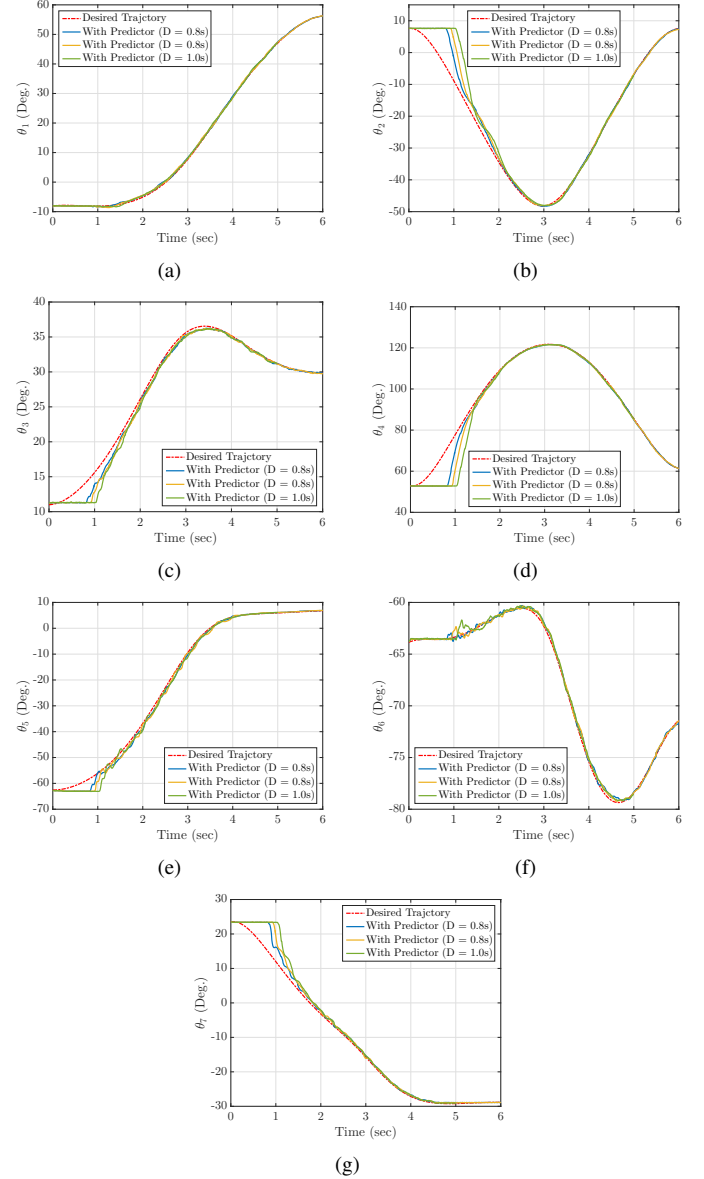 60
50
40
30
20
10
0
-10
θ1 (Deg.)
Desired Trajctory
With Predictor (D = 0.8s)
With Predictor (D = 0.8s)
With Predictor (D = 1.0s)
0 1 2 3 4 5 6
Time (sec)
(a)
10
0
-10
-20
-30
-40
-50
θ2 (Deg.)
Desired Trajctory
With Predictor (D = 0.8s)
With Predictor (D = 0.8s)
With Predictor (D = 1.0s)
0 1 2 3 4 5 6
Time (sec)
(b)
40
35
30
25
20
15
10
θ3 (Deg.)
Desired Trajctory
With Predictor (D = 0.8s)
With Predictor (D = 0.8s)
With Predictor (D = 1.0s)
0 1 2 3 4 5 6
Time (sec)
(c)
140
120
100
80
60
40
θ4 (Deg.)
Desired Trajctory
With Predictor (D = 0.8s)
With Predictor (D = 0.8s)
With Predictor (D = 1.0s)
0 1 2 3 4 5 6
Time (sec)
(d)
10
0
-10
-20
-30
-40
-50
-60
-70
θ5 (Deg.)
Desired Trajctory
With Predictor (D = 0.8s)
With Predictor (D = 0.8s)
With Predictor (D = 1.0s)
0 1 2 3 4 5 6
Time (sec)
(e)
-60
-65
-70
-75
-80
θ6 (Deg.)
Desired Trajctory
With Predictor (D = 0.8s)
With Predictor (D = 0.8s)
With Predictor (D = 1.0s)
0 1 2 3 4 5 6
Time (sec)
(f)
30
20
10
0
-10
-20
-30
θ7 (Deg.)
Desired Trajctory
With Predictor (D = 0.8s)
With Predictor (D = 0.8s)
With Predictor (D = 1.0s)
0 1 2 3 4 5 6
Time (sec)
(g)